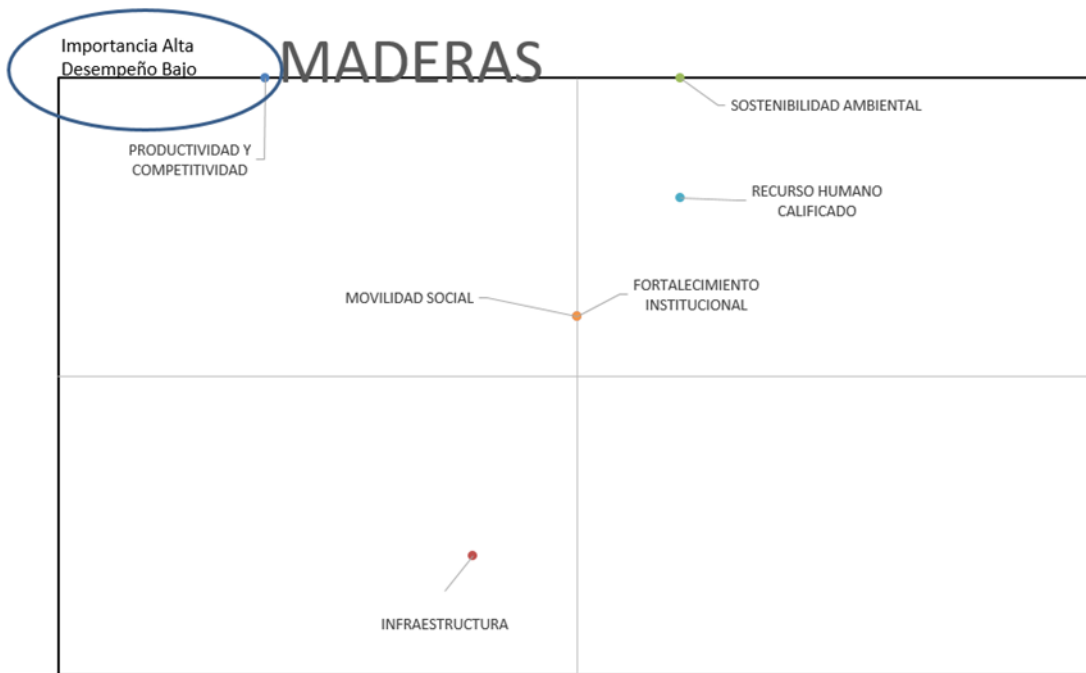 Importancia Alta
Desempeño Bajo
MADERAS
SOSTENIBILIDAD AMBIENTAL
PRODUCTIVIDAD Y
COMPETITIVIDAD
RECURSO HUMANO
CALIFICADO
MOVILIDAD SOCIAL
FORTALECIMIENTO
INSTITUCIONAL
INFRAESTRUCTURA